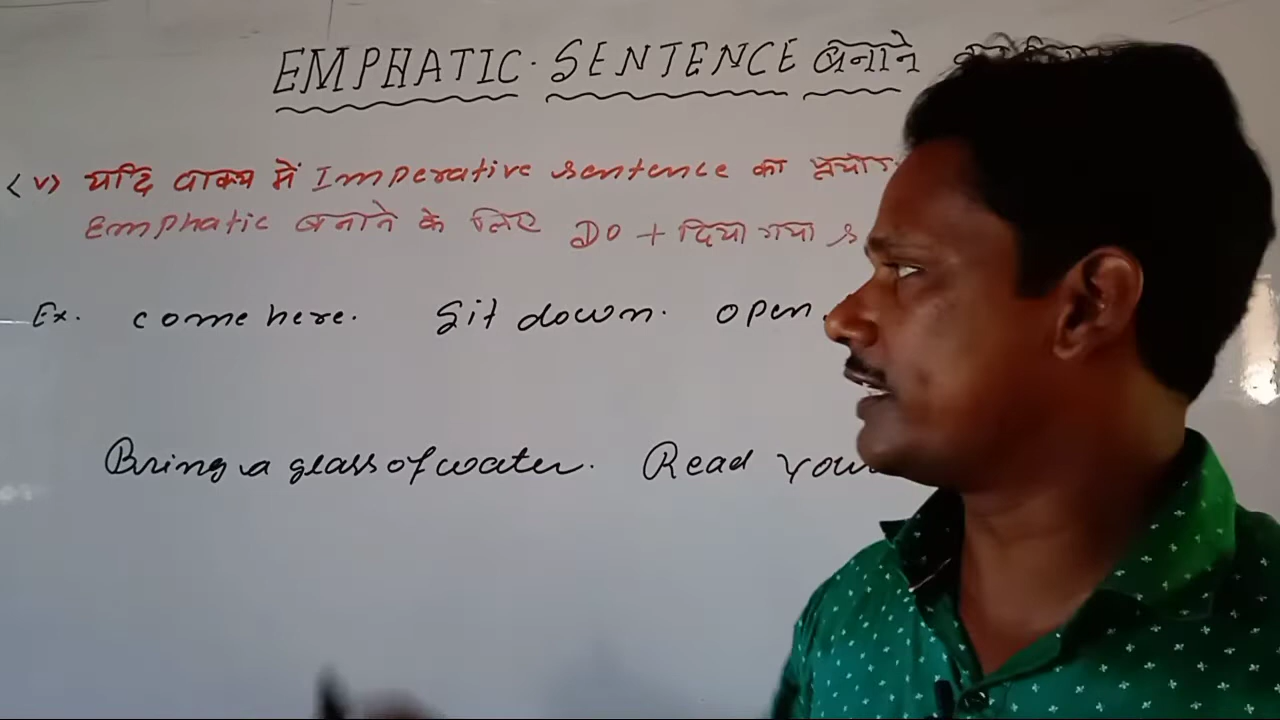 EMPHATIC. SENTENCE बनाने
<v> यदि वाक्य में Imperative sentence का
Emphatic बनाने के लिए DO + दिया गया
Ex. come here. Sit down. open
Bring a glass of water. Read